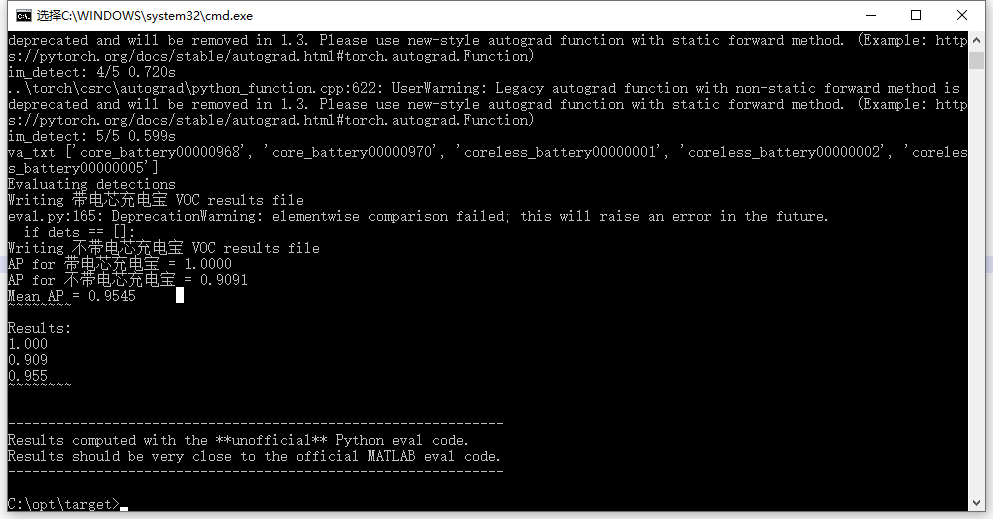 选择C:\WINDOWS\system32\cmd.exe
deprecated and will be removed in 1.3. Please use new-style autograd function with static forward method. (Example: http
s://pytorch.org/docs/stable/autograd.html#torch.autograd.Function)
im_detect: 4/5 0.720s
..\torch\csrc\autograd\python_function.cpp:622: UserWarning: Legacy autograd function with non-static forward method is
deprecated and will be removed in 1.3. Please use new-style autograd function with static forward method. (Example: http
s://pytorch.org/docs/stable/autograd.html#torch.autograd.Function)
im_detect: 5/5 0.599s
va_txt ['core_battery00000968', 'core_battery00000970', 'coreless_battery00000001', 'coreless_battery00000002', 'coreles
s_battery00000005']
Evaluating detections
Writing 带电芯充电宝 VOC results file
eval.py:165: DeprecationWarning: elementwise comparison failed; this will raise an error in the future.
  if dets == []:
Writing 不带电芯充电宝 VOC results file
AP for 带电芯充电宝 = 1.0000
AP for 不带电芯充电宝 = 0.9091
Mean AP = 0.9545
~~~~~~~~
Results:
1.000
0.909
0.955
~~~~~~~~
--------------------------------------------------------------
Results computed with the **unofficial** Python eval code.
Results should be very close to the official MATLAB eval code.
--------------------------------------------------------------
C:\opt\target>